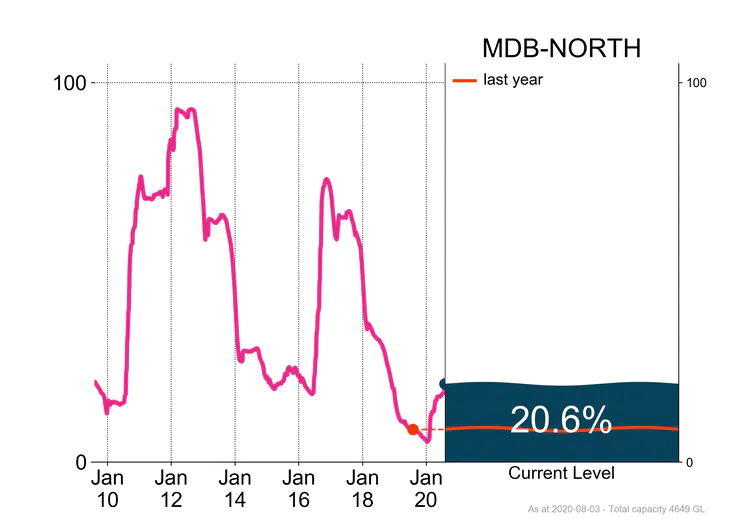 MDB-NORTH
last year
100
100
20.6%
0
0
Jan
10
Jan
12
Jan
14
Jan
16
Jan
18
Jan
20
Current Level
As at 2020-08-03 - Total capacity 4649 GL